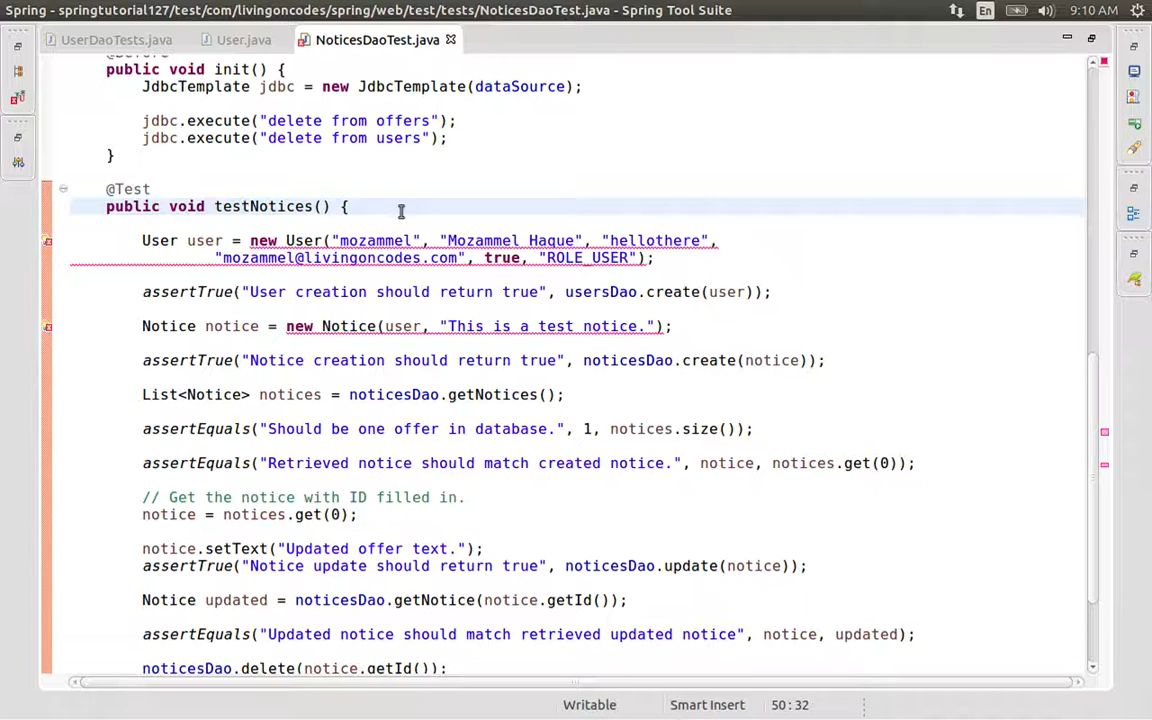 Spring - springtutorial127/test/com/livingoncodes/spring/web/test/tests/NoticesDaoTest.java - Spring Tool Suite
En
9:10 AM
UserDaoTests.java
User.java
NoticesDaoTest.java
@Before
public void init() {
JdbcTemplate jdbc = new JdbcTemplate(dataSource);
jdbc.execute("delete from offers");
jdbc.execute("delete from users");
}
@Test
public void testNotices() {
User user = new User("mozammel", "Mozammel Haque", "hellothere",
"mozammel@livingoncodes.com", true, "ROLE_USER");
assertTrue("User creation should return true", usersDao.create(user));
Notice notice = new Notice(user, "This is a test notice.");
assertTrue("Notice creation should return true", noticesDao.create(notice));
List<Notice> notices = noticesDao.getNotices();
assertEquals("Should be one offer in database.", 1, notices.size());
assertEquals("Retrieved notice should match created notice.", notice, notices.get(0));
// Get the notice with ID filled in.
notice = notices.get(0);
notice.setText("Updated offer text.");
assertTrue("Notice update should return true", noticesDao.update(notice));
Notice updated = noticesDao.getNotice(notice.getId());
assertEquals("Updated notice should match retrieved updated notice", notice, updated);
noticesDao.delete(notice.getId());
Writable
Smart Insert
50 : 32